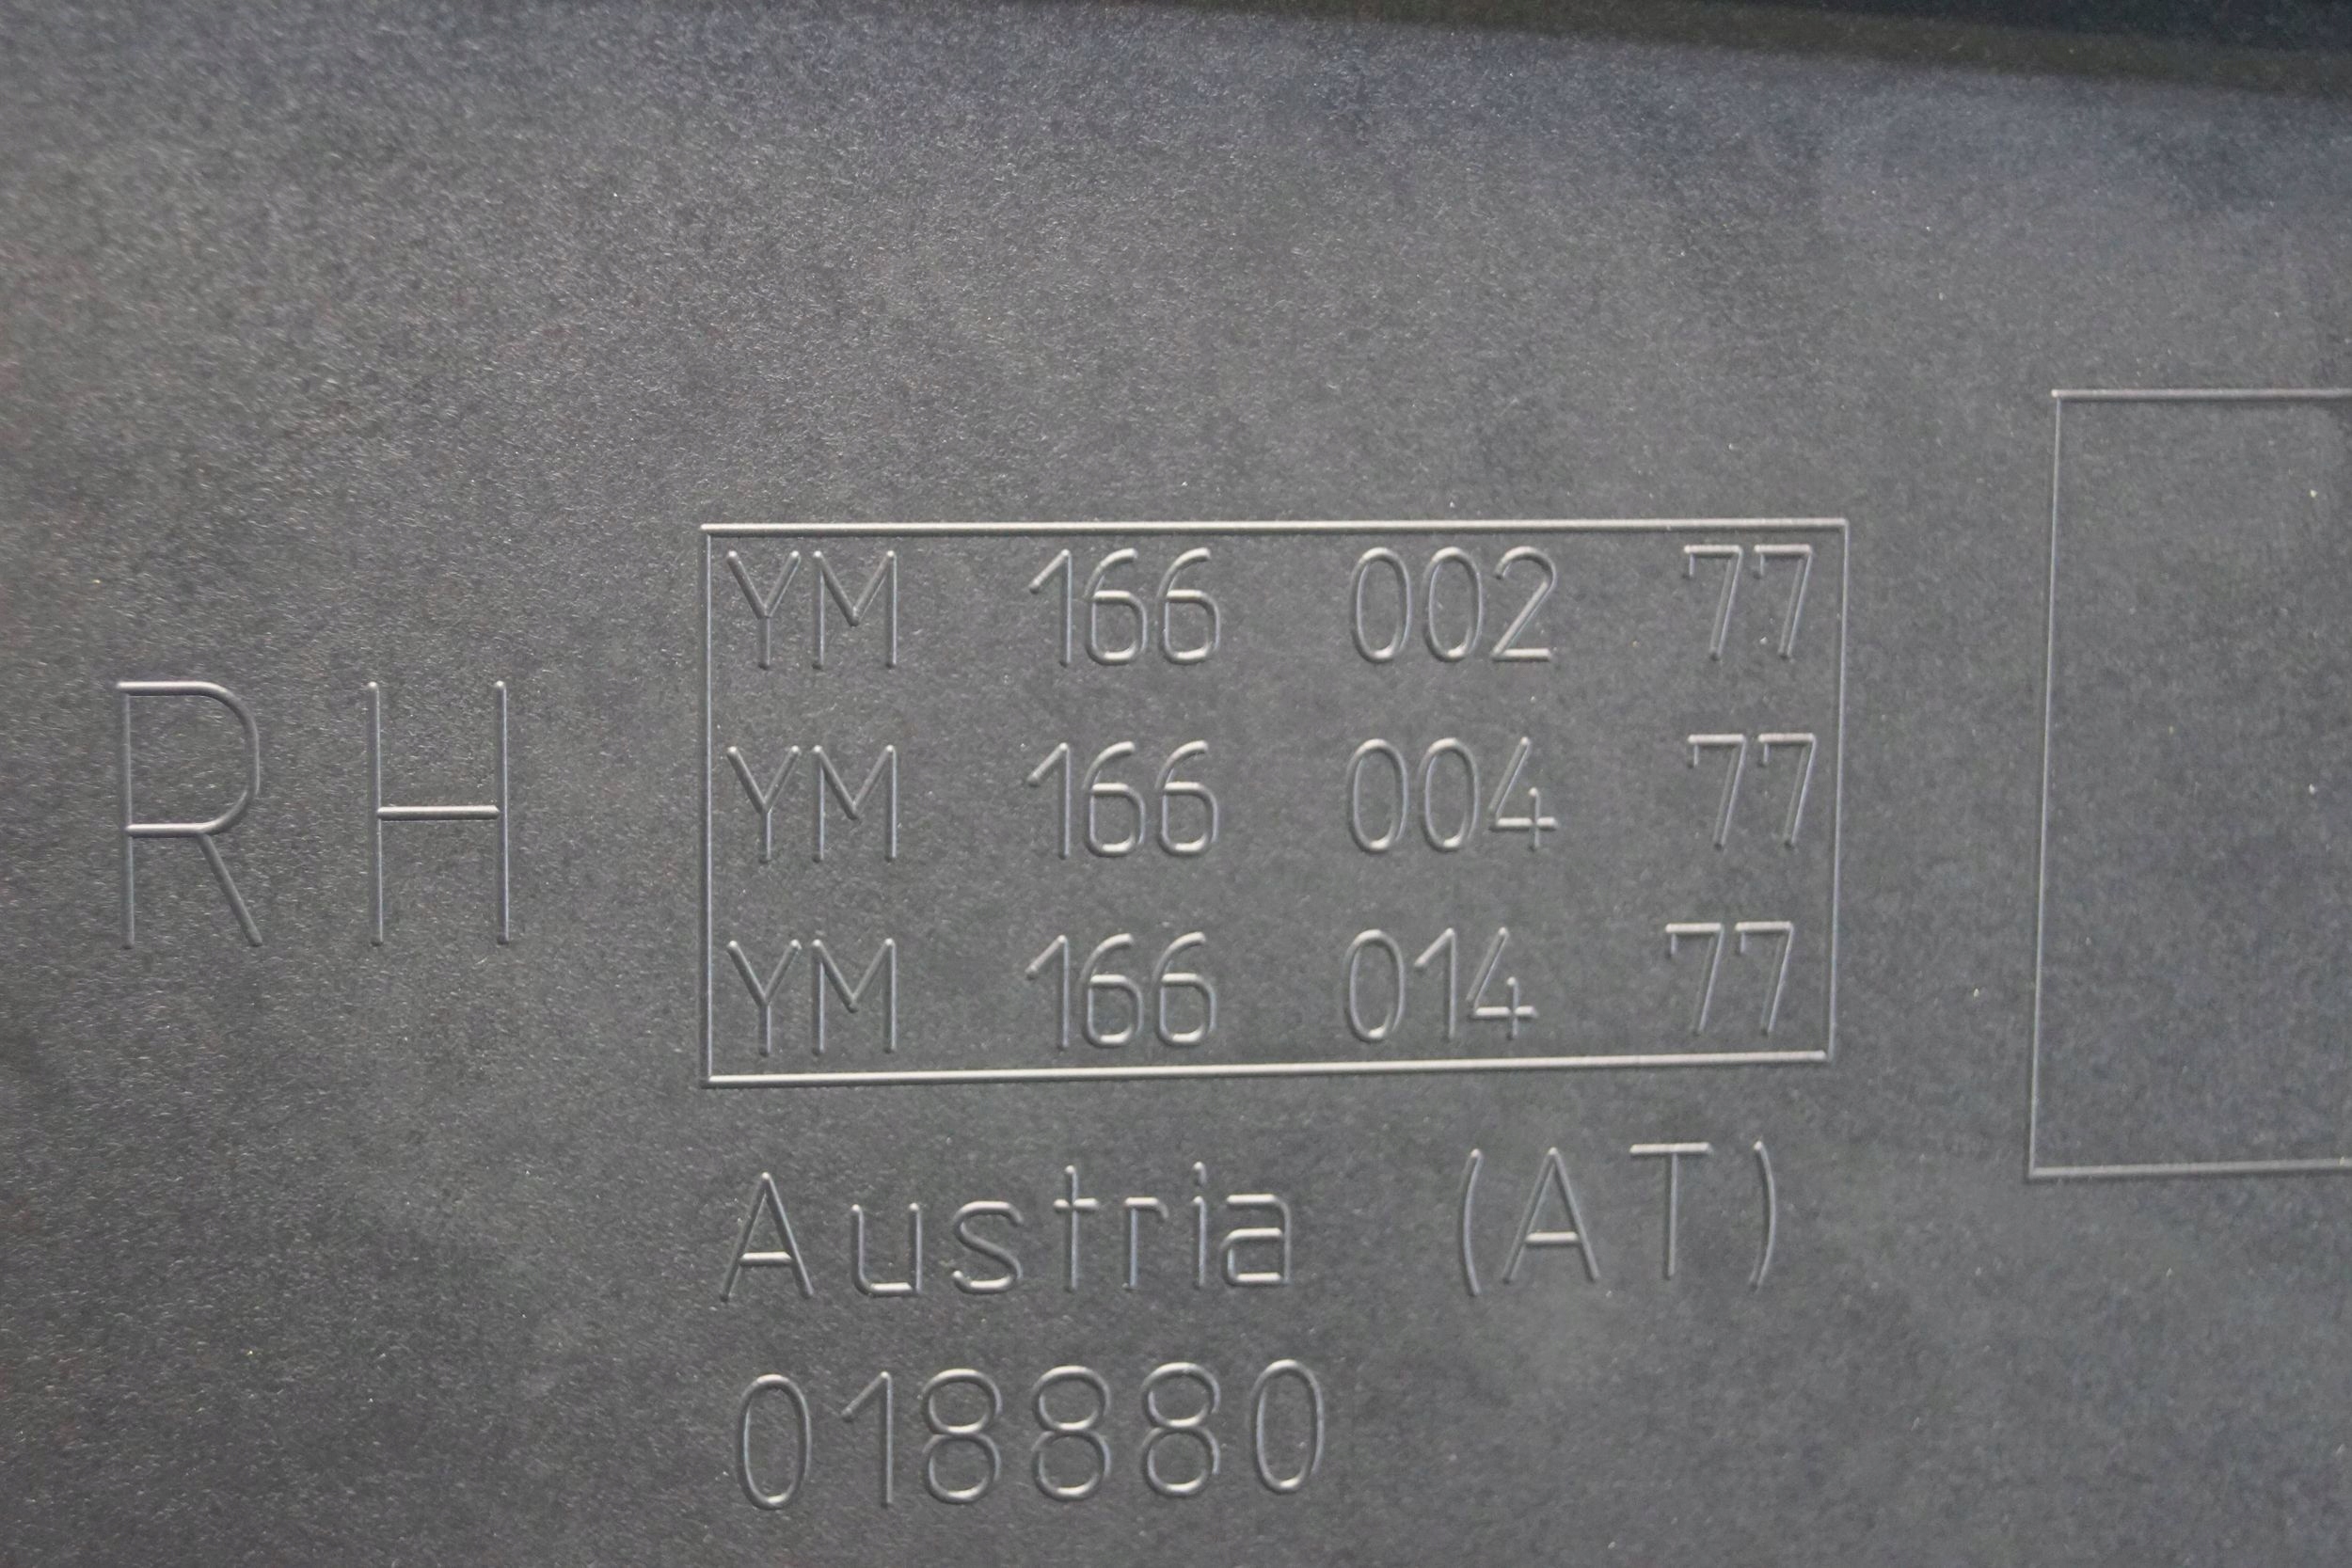 RH
YM 166 002 77
YM 166 004 77
YM 166 014 77
Austria (AT)
018880